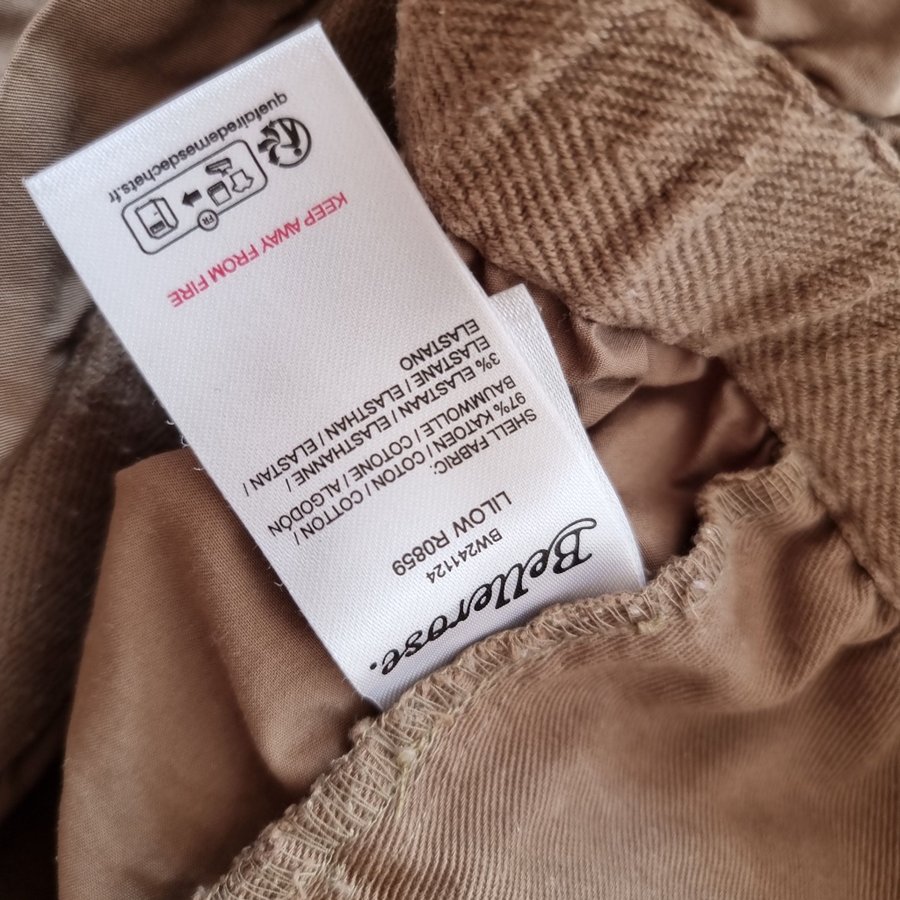 Bellerose.
BW241124
LILOW R0859
SHELL FABRIC:
97% KATOEN / COTON / COTTON /
BAUMWOLLE / COTONE / ALGODÓN
3% ELASTAAN / ELASTHANNE /
ELASTANE / ELASTHAN / ELASTAN /
ELASTANO
KEEP AWAY FROM FIRE
FR
quefairedemesdechets.fr